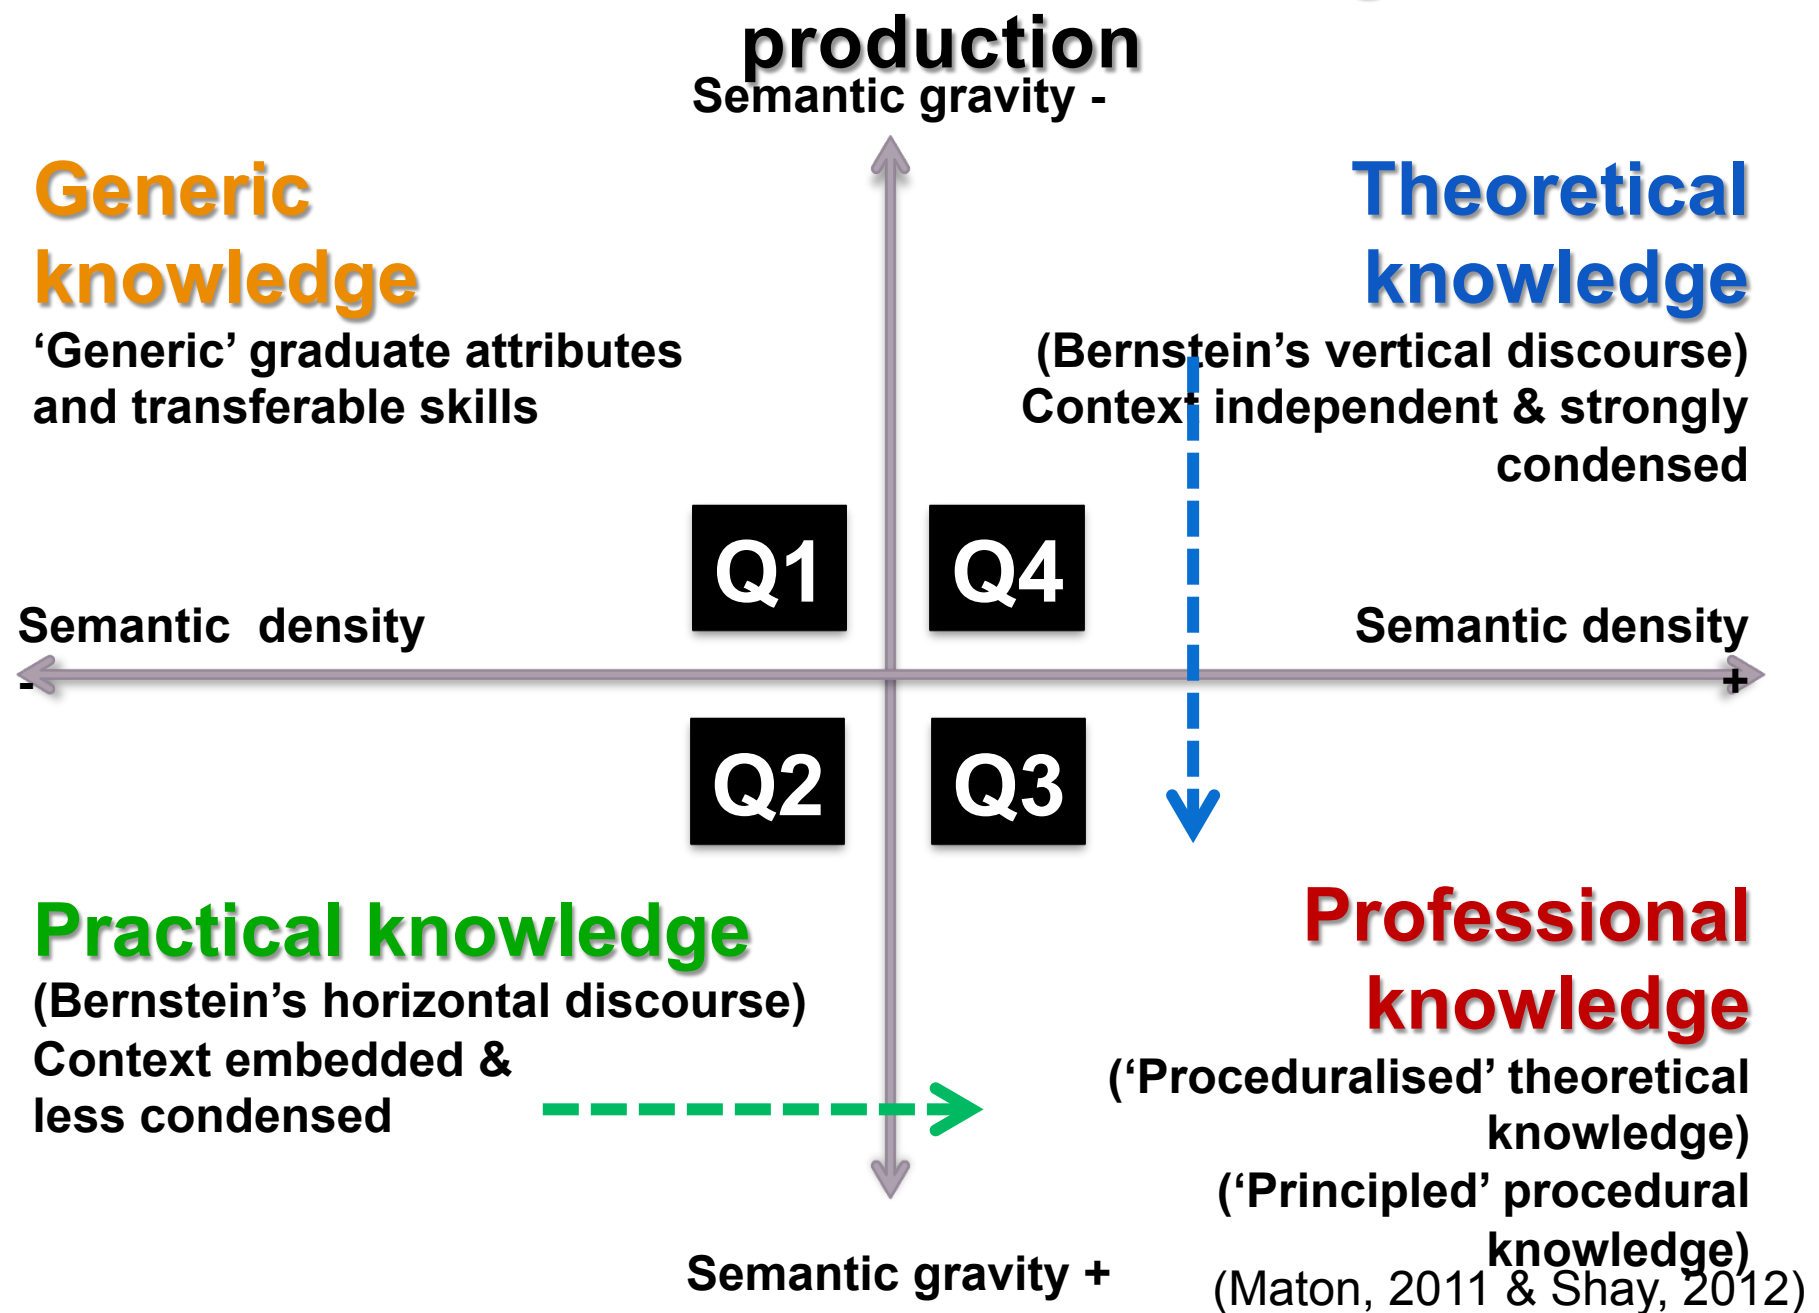 production
Semantic gravity -
Generic
knowledge
‘Generic’ graduate attributes
and transferable skills
Theoretical
knowledge
(Bernstein’s vertical discourse)
Context independent & strongly
condensed
Q1
Q4
Semantic  density
-
Semantic density
+
Q2
Q3
Practical knowledge
(Bernstein’s horizontal discourse)
Context embedded &
less condensed
Professional
knowledge
(‘Proceduralised’ theoretical
knowledge)
(‘Principled’ procedural
knowledge)
Semantic gravity +
(Maton, 2011 & Shay, 2012)